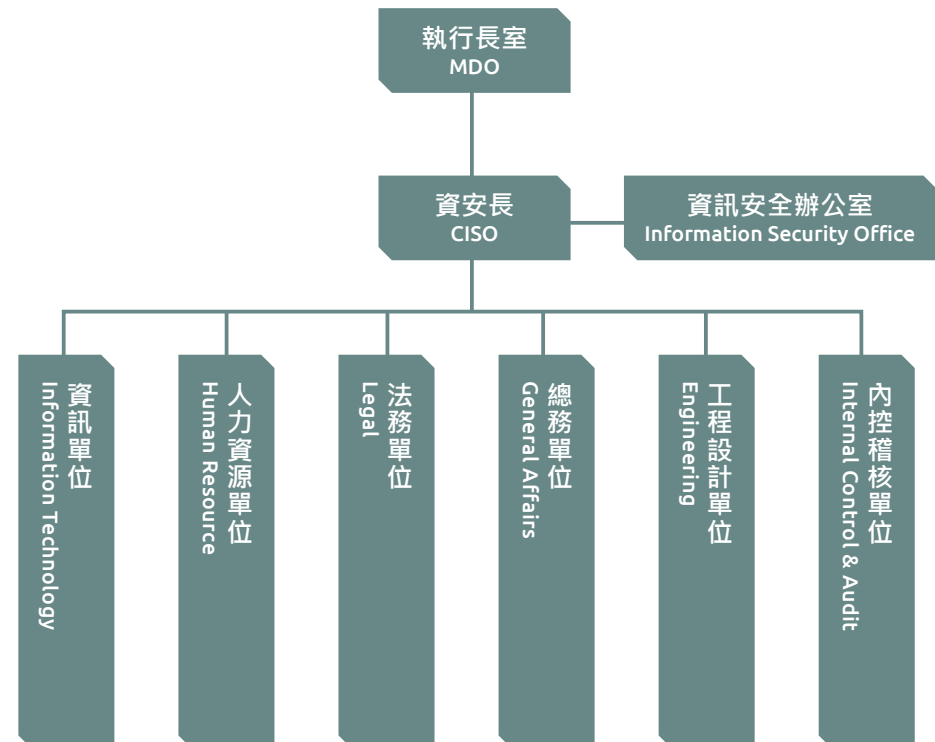 執行長室
MDO
資安長
CISO
資訊安全辦公室
Information Security Office
資訊單位
Information Technology
人力資源單位
Human Resource
法務單位
Legal
總務單位
General Affairs
工程設計單位
Engineering
內控稽核單位
Internal Control & Audit